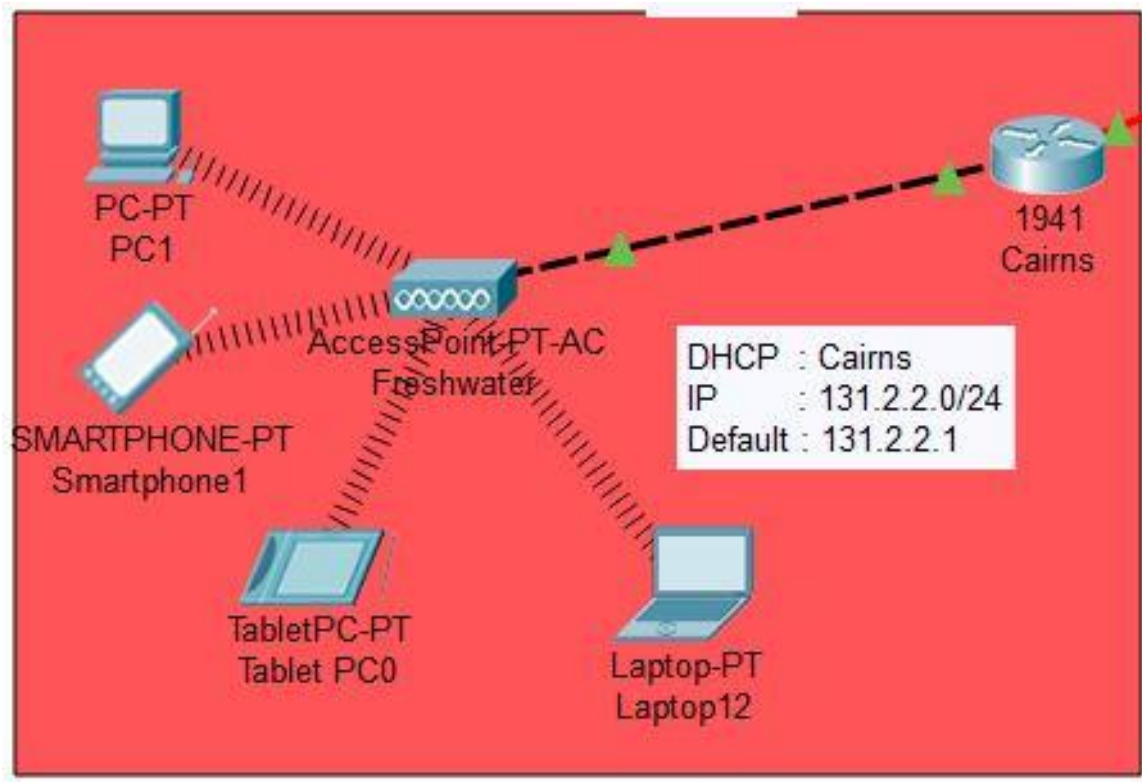 PC-PT
PC1
1941
Cairns
AccessPoint-PT-AC
Freshwater
DHCP : Cairns
IP : 131.2.2.0/24
Default : 131.2.2.1
SMARTPHONE-PT
Smartphone1
TabletPC-PT
Tablet PC0
Laptop-PT
Laptop12